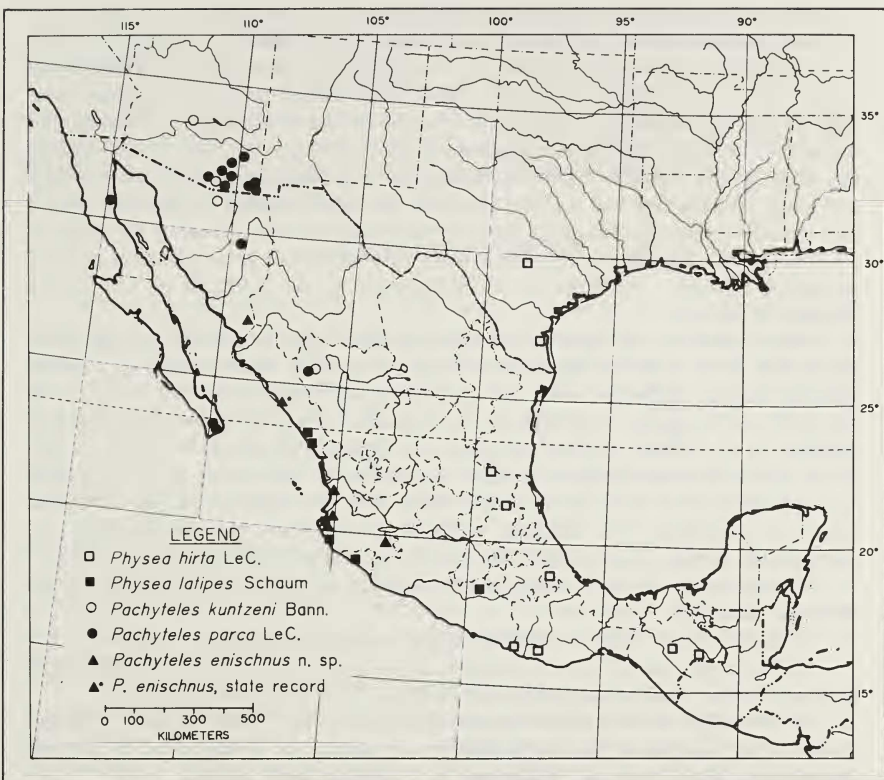 115° 110° 105° 100° 95° 90°
35°
30°
25°
20°
15°
LEGEND
Physea hirta LeC.
Physea latipes Schaum
Pachyteles kuntzeni Bann.
Pachyteles parca LeC.
Pachyteles enischnus n. sp.
P. enischnus, state record
0 100 300 500
KILOMETERS